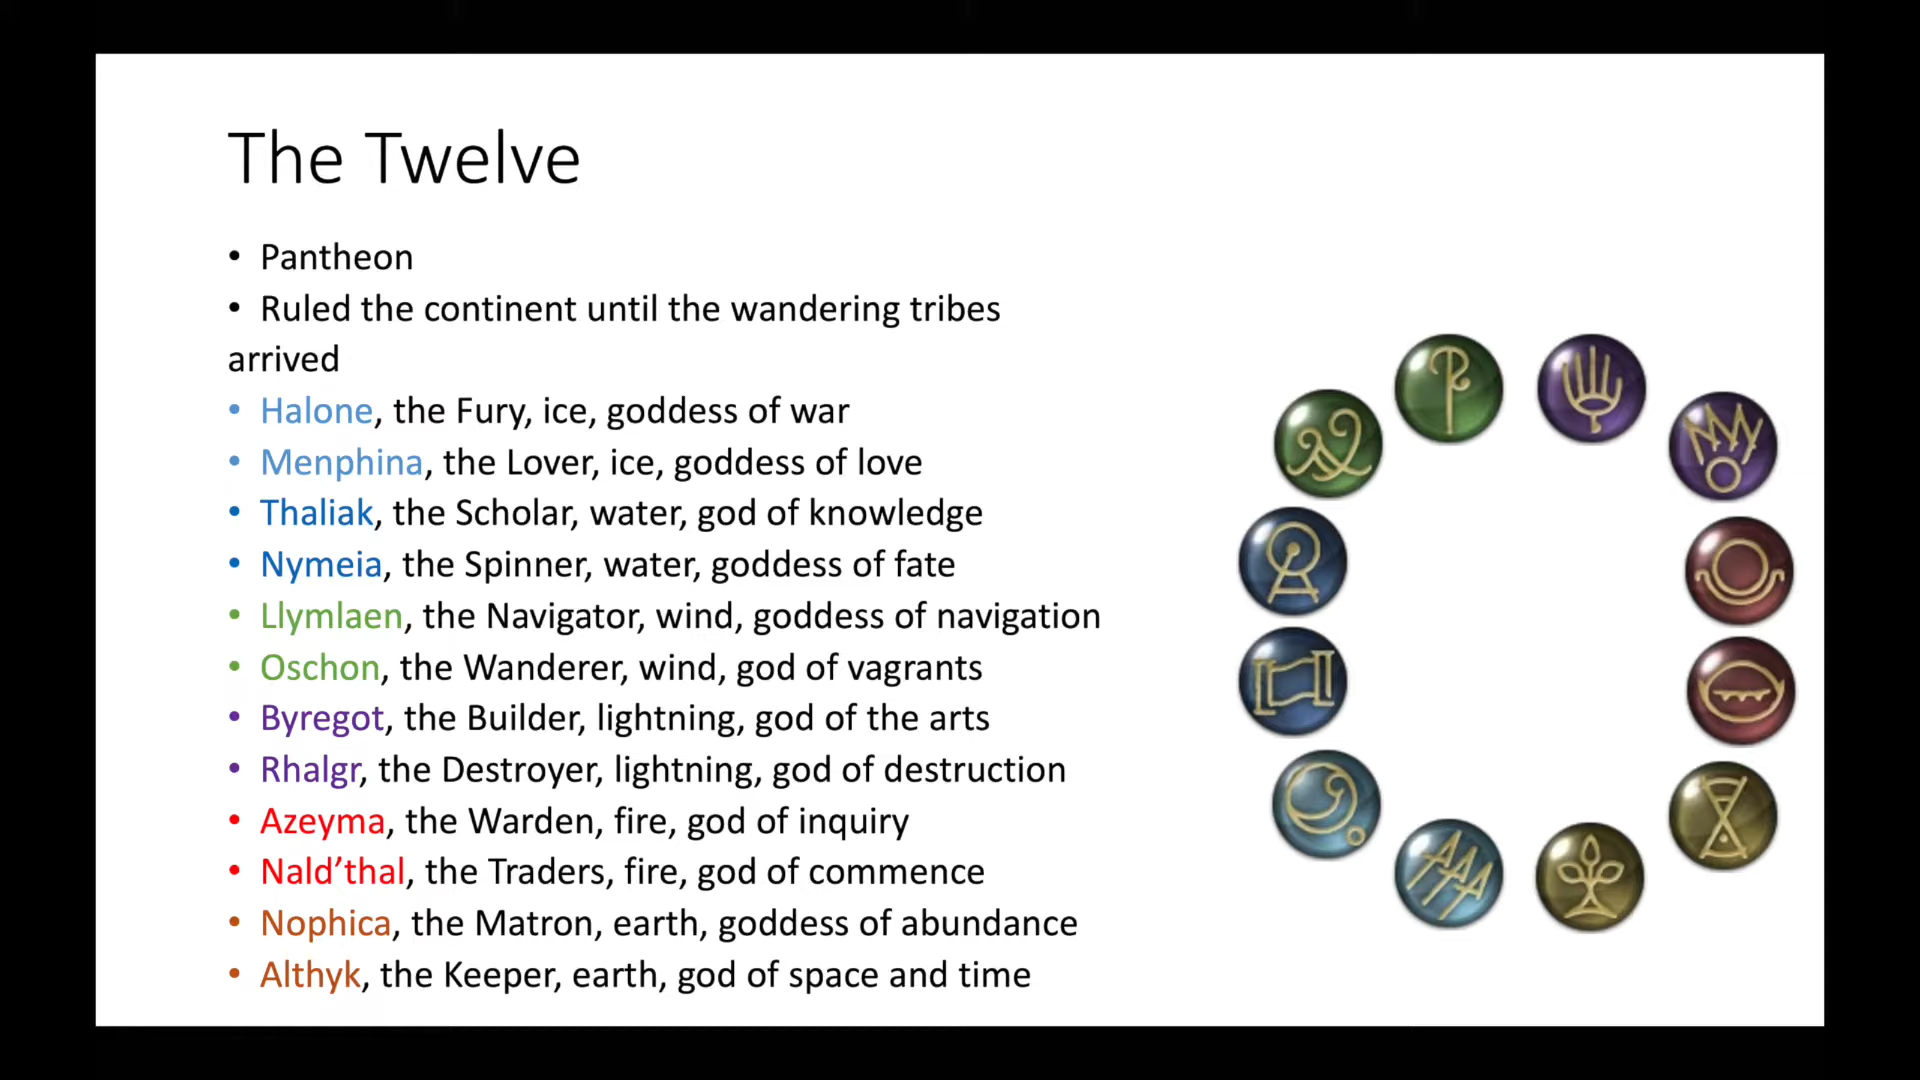 The Twelve
• Pantheon
• Ruled the continent until the wandering tribes
arrived
• Halone, the Fury, ice, goddess of war
• Menphina, the Lover, ice, goddess of love
• Thaliak, the Scholar, water, god of knowledge
• Nymeia, the Spinner, water, goddess of fate
• Llymlaen, the Navigator, wind, goddess of navigation
• Oschon, the Wanderer, wind, god of vagrants
• Byregot, the Builder, lightning, god of the arts
• Rhalgr, the Destroyer, lightning, god of destruction
• Azeyma, the Warden, fire, god of inquiry
• Nald’thal, the Traders, fire, god of commence
• Nophica, the Matron, earth, goddess of abundance
• Althyk, the Keeper, earth, god of space and time